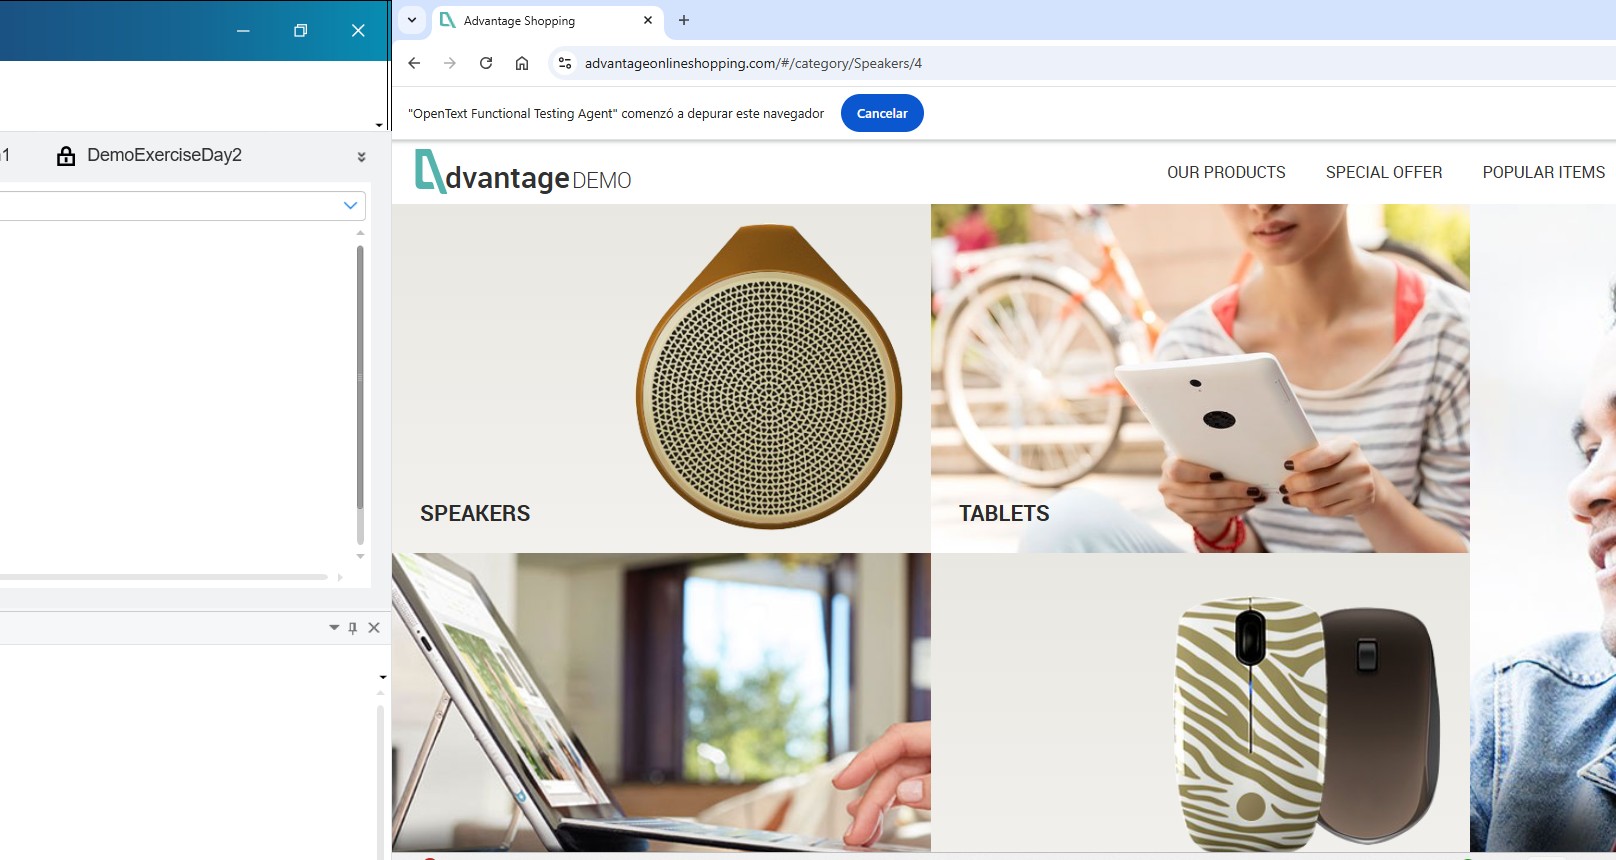 Advantage Shopping
advantageonlineshopping.com/#/category/Speakers/4
"OpenText Functional Testing Agent" comenzó a depurar este navegador
Cancelar
1
DemoExerciseDay2
dvantage DEMO
OUR PRODUCTS
SPECIAL OFFER
POPULAR ITEMS
SPEAKERS
TABLETS